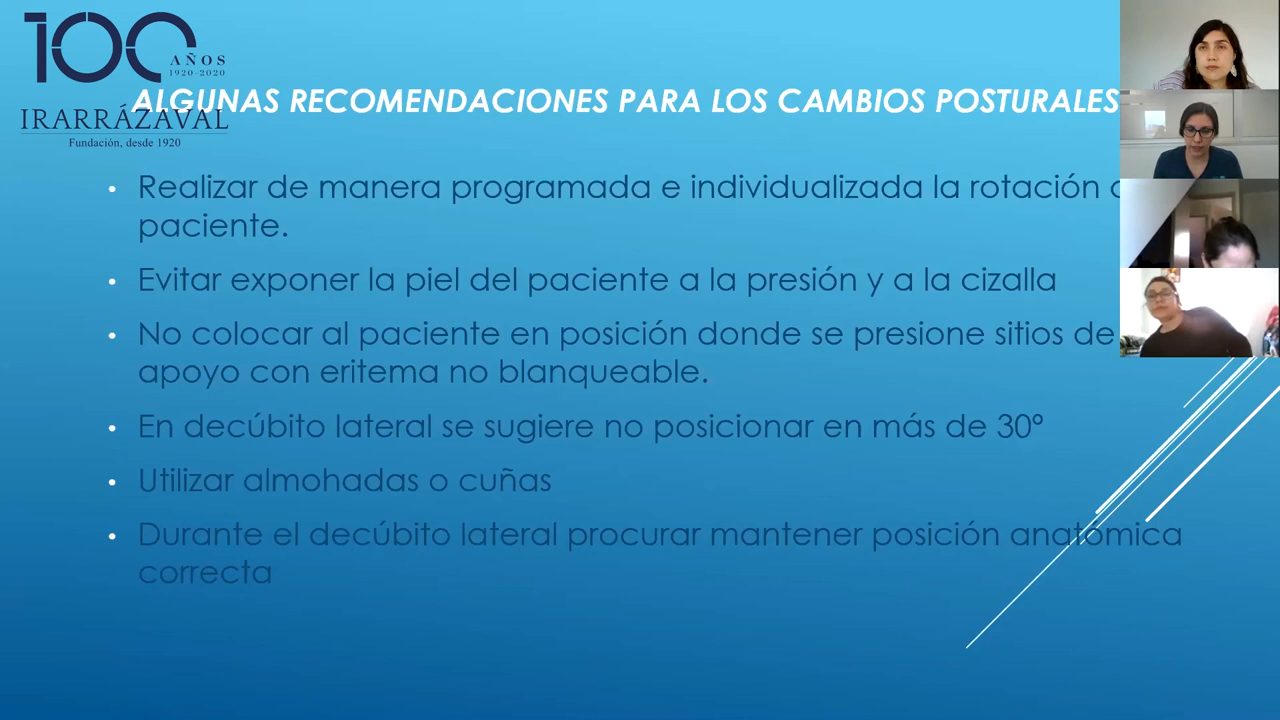 100
AÑOS
1920-2020
IRARRÁZAVAL
Fundación, desde 1920
ALGUNAS RECOMENDACIONES PARA LOS CAMBIOS POSTURALES
• Realizar de manera programada e individualizada la rotación
paciente.
• Evitar exponer la piel del paciente a la presión y a la cizalla
• No colocar al paciente en posición donde se presione sitios de
apoyo con eritema no blanqueable.
• En decúbito lateral se sugiere no posicionar en más de 30º
• Utilizar almohadas o cuñas
• Durante el decúbito lateral procurar mantener posición anatómica
correcta